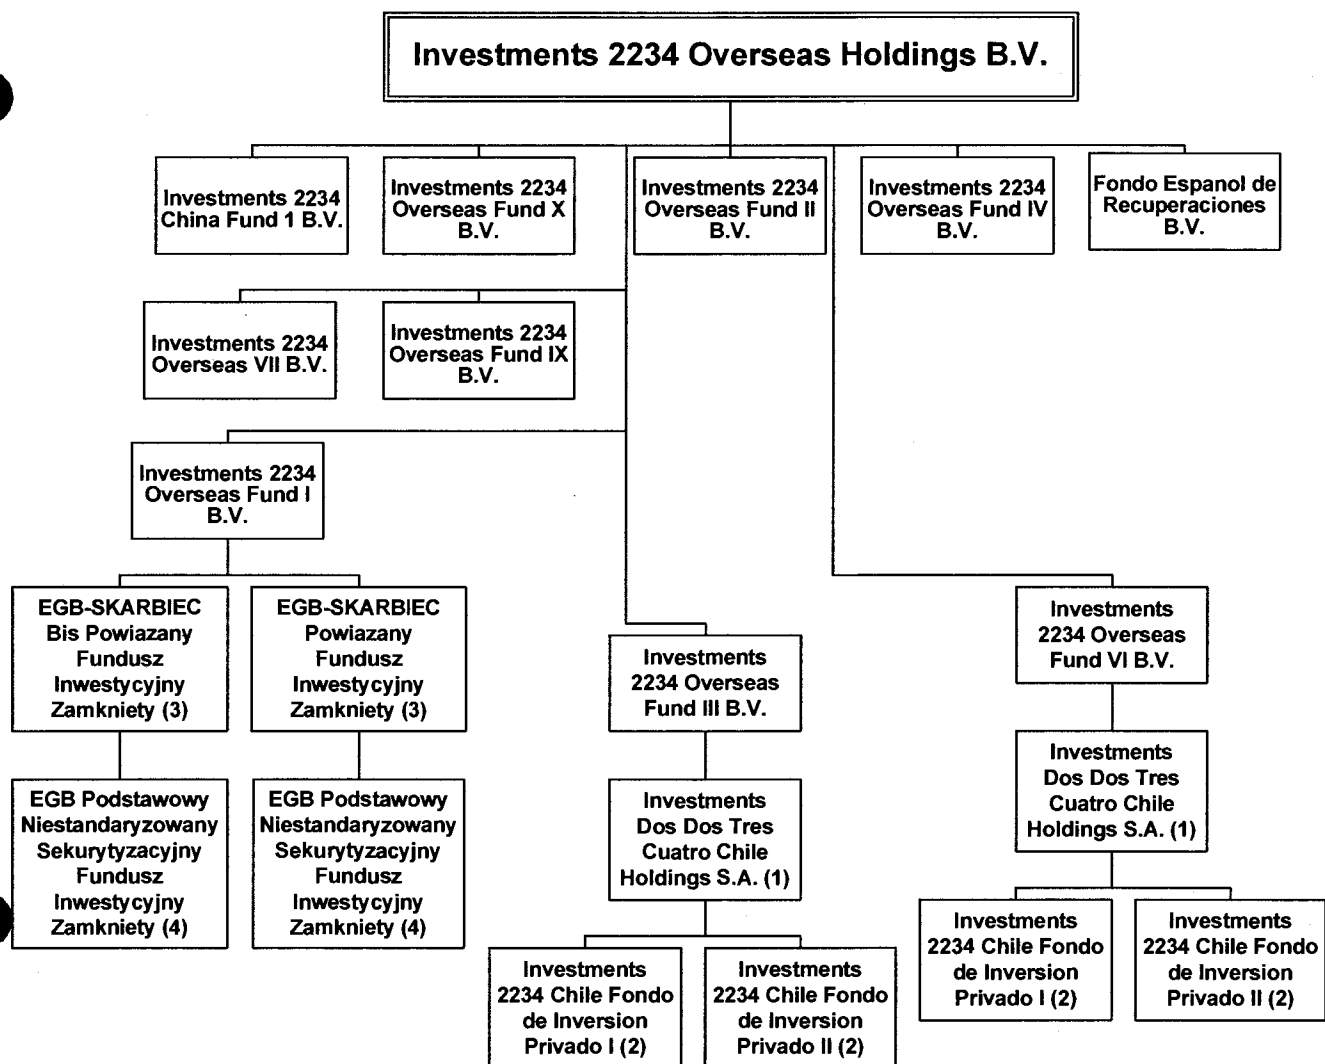 Investments 2234 Overseas Holdings B.V.
Investments 2234
China Fund 1 B.V.
Investments 2234
Overseas Fund X
B.V.
Investments 2234
Overseas Fund II
B.V.
Investments 2234
Overseas Fund IV
B.V.
Fondo Espanol de
Recuperaciones
B.V.
Investments 2234
Overseas VII B.V.
Investments 2234
Overseas Fund IX
B.V.
Investments 2234
Overseas Fund I
B.V.
EGB-SKARBIEC
Bis Powiazany
Fundusz
Inwestycyjny
Zamkniety (3)
EGB-SKARBIEC
Powiazany
Fundusz
Inwestycyjny
Zamkniety (3)
Investments
2234 Overseas
Fund III B.V.
Investments
2234 Overseas
Fund VI B.V.
EGB Podstawowy
Niestandaryzowany
Sekurytyzacyjny
Fundusz
Inwestycyjny
Zamkniety (4)
EGB Podstawowy
Niestandaryzowany
Sekurytyzacyjny
Fundusz
Inwestycyjny
Zamkniety (4)
Investments
Dos Dos Tres
Cuatro Chile
Holdings S.A. (1)
Investments
Dos Dos Tres
Cuatro Chile
Holdings S.A. (1)
Investments
2234 Chile Fondo
de Inversion
Privado I (2)
Investments
2234 Chile Fondo
de Inversion
Privado II (2)
Investments
2234 Chile Fondo
de Inversion
Privado I (2)
Investments
2234 Chile Fondo
de Inversion
Privado II (2)